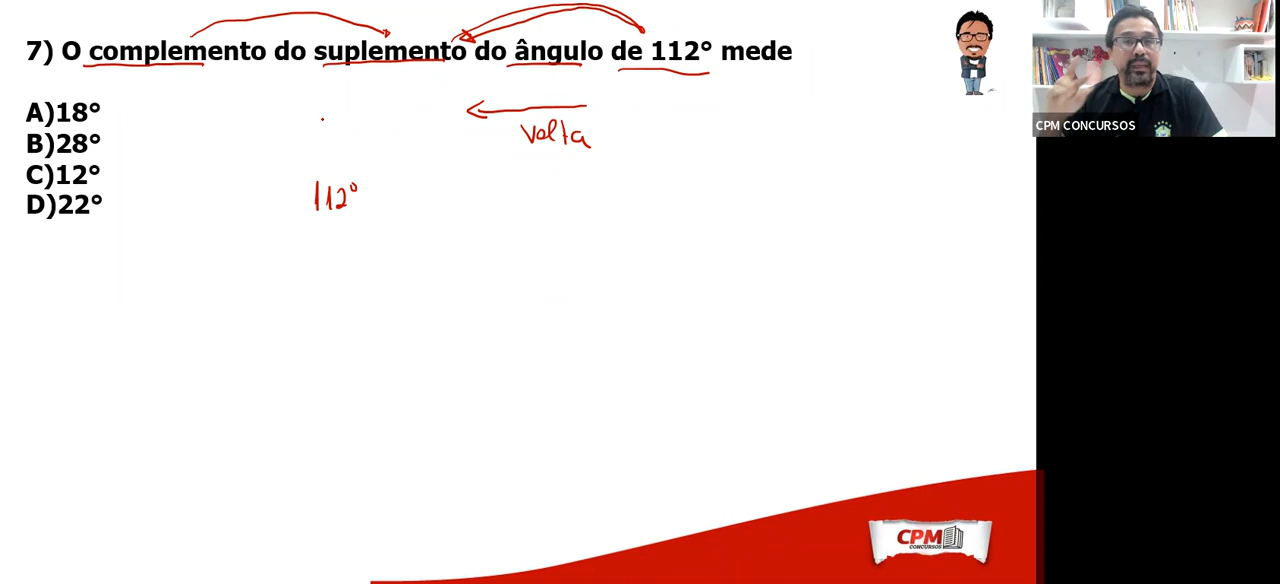 7) O complemento do suplemento do ângulo de 112° mede
A)18°
B)28°
C)12°
D)22°
volta
112°
CPM CONCURSOS
CPM
CONCURSOS